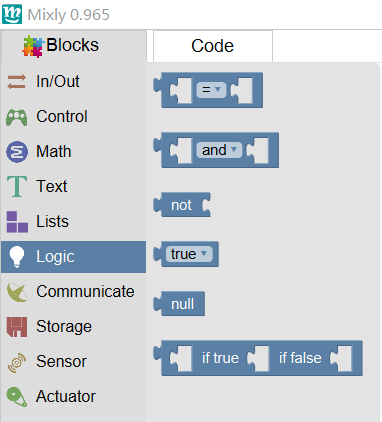 Mixly 0.965
Blocks
Code
In/Out
Control
Math
Text
Lists
Logic
Communicate
Storage
Sensor
Actuator
=
and
not
true
null
if true if false